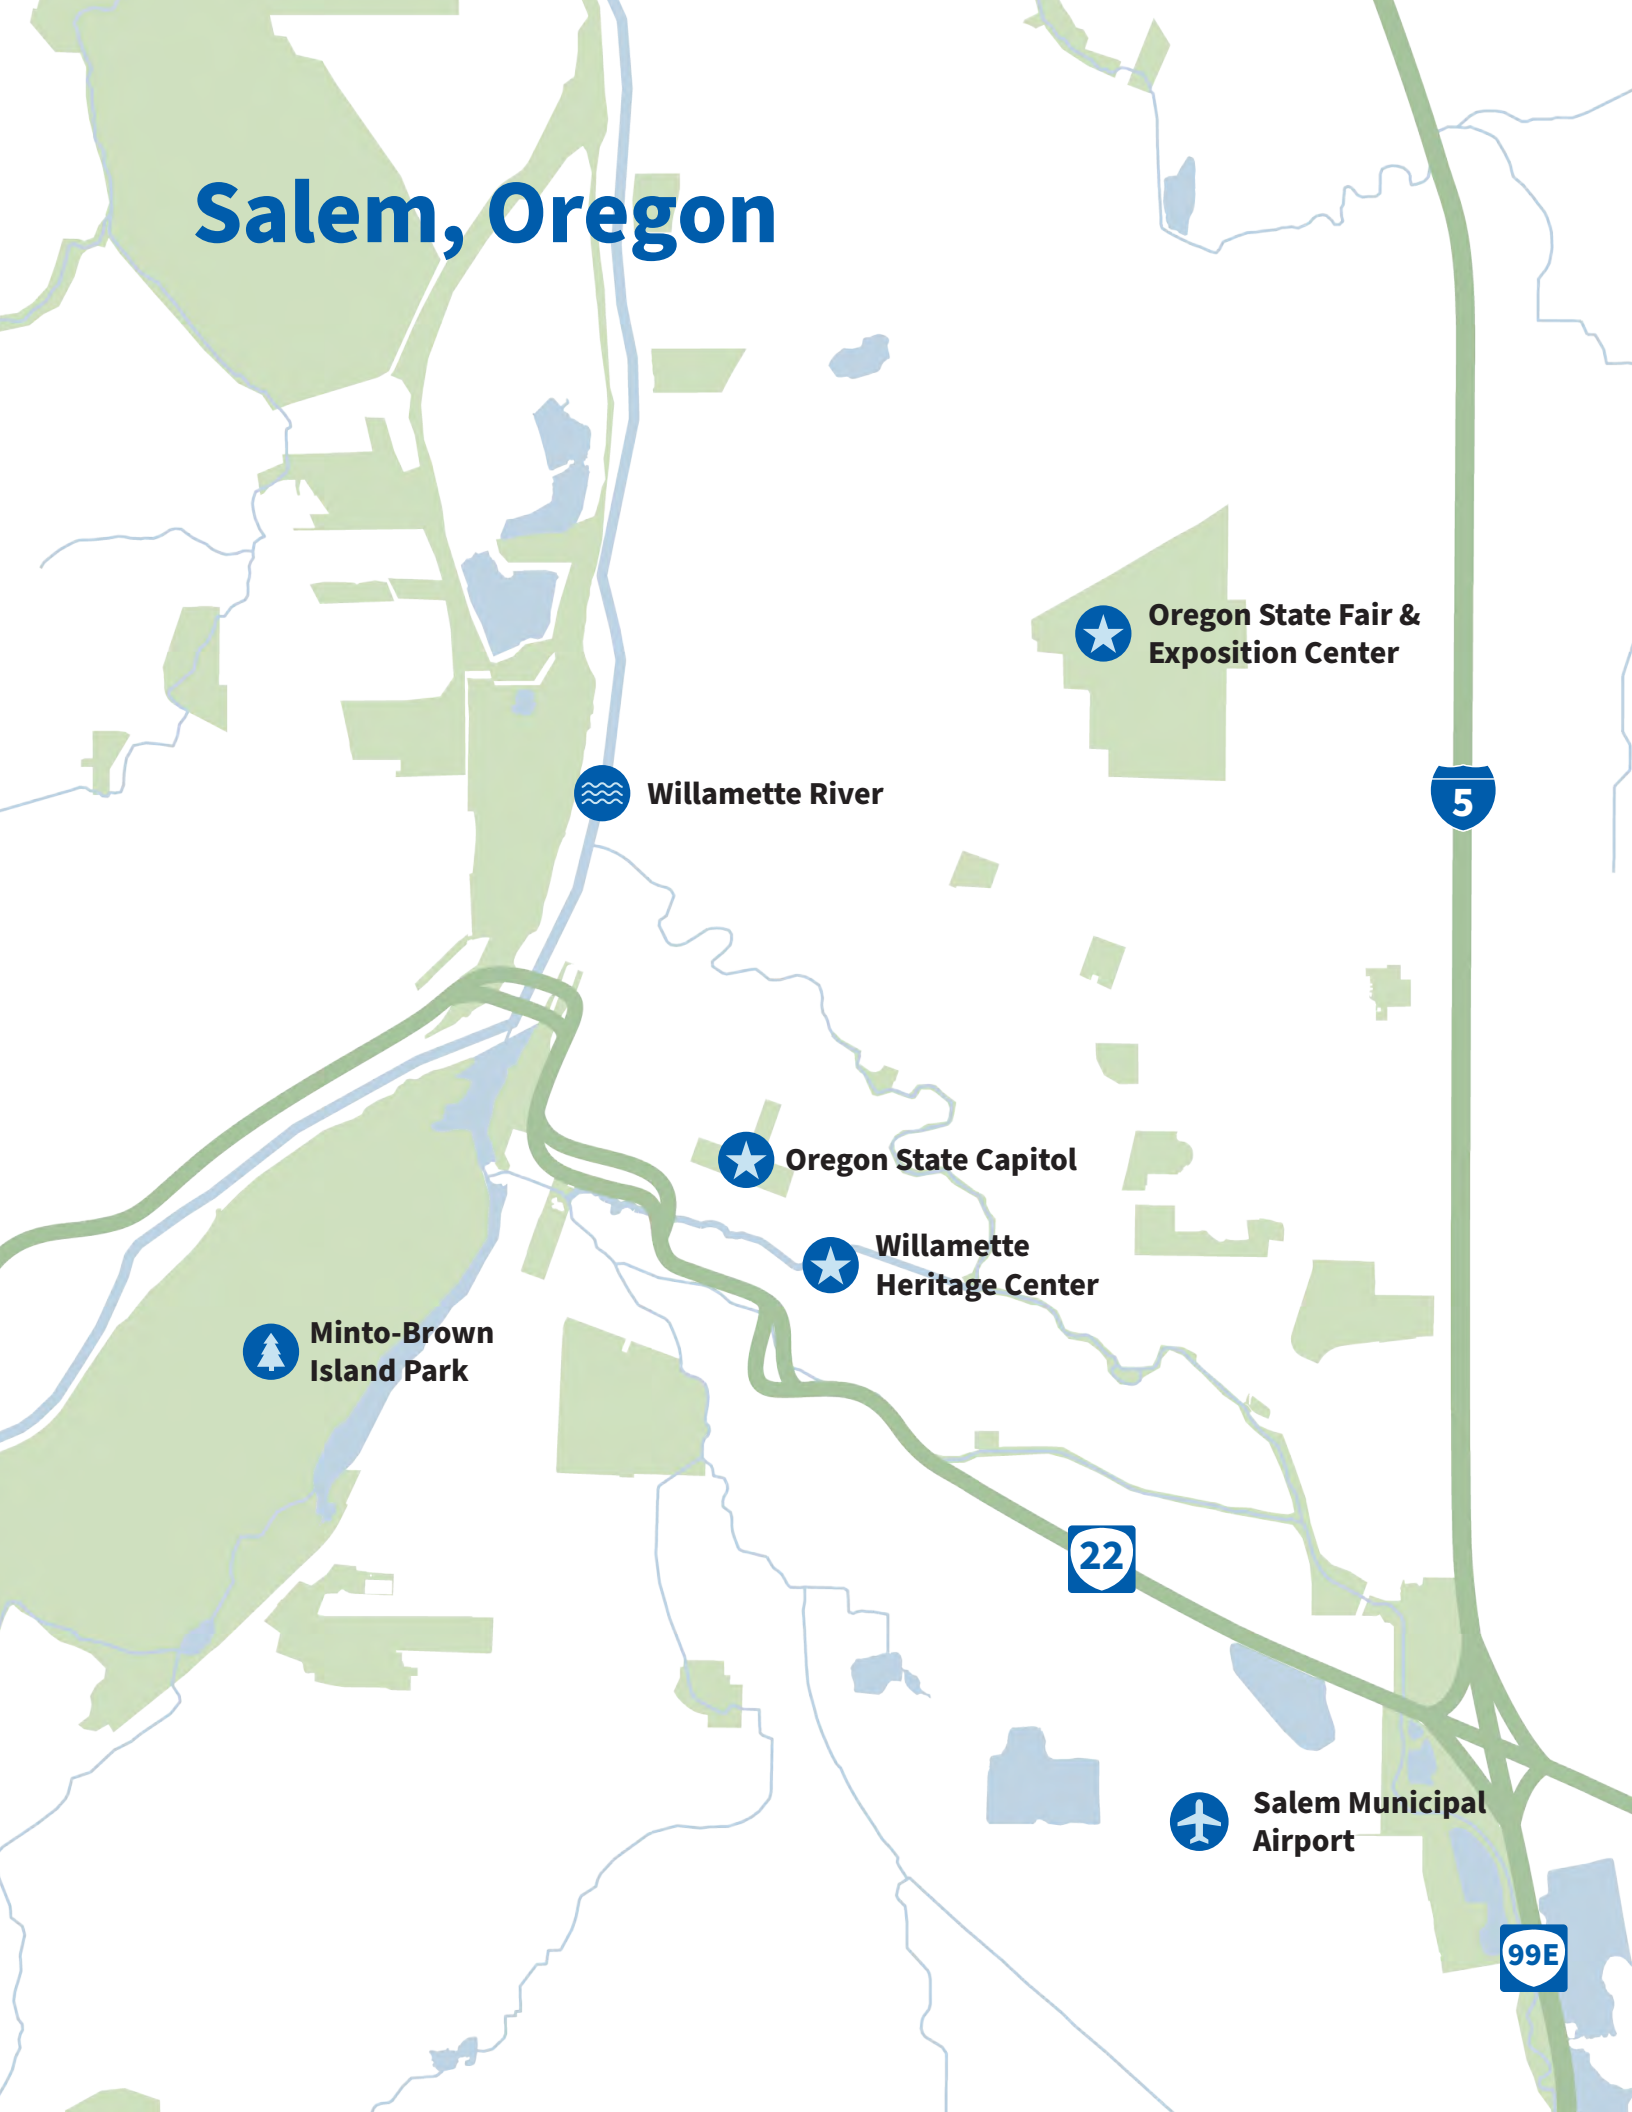 Salem, Oregon
Oregon State Fair &
Exposition Center
Willamette River
5
Oregon State Capitol
Willamette
Heritage Center
Minto-Brown
Island Park
22
Salem Municipal
Airport
99E